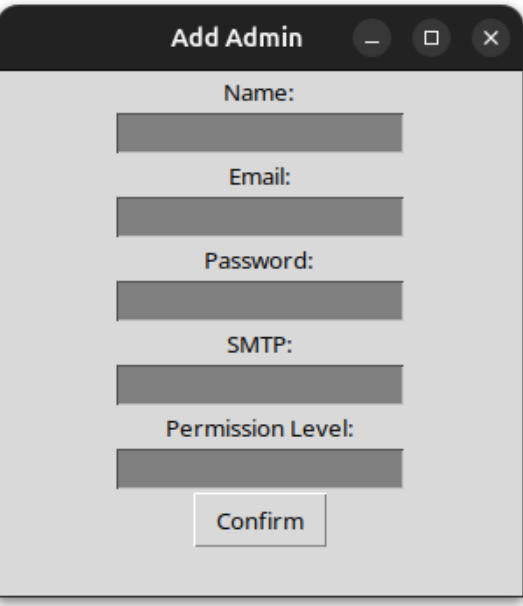 Add Admin
Name:
Email:
Password:
SMTP:
Permission Level:
Confirm